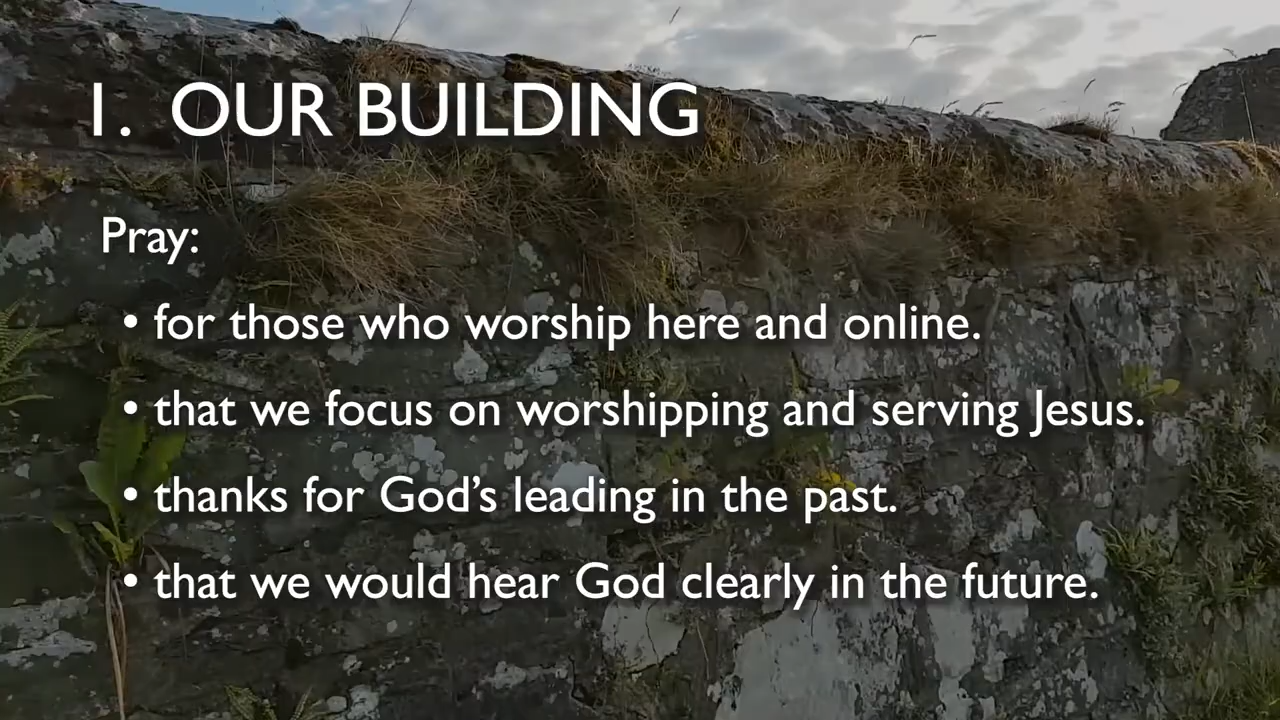 1. OUR BUILDING
Pray:
• for those who worship here and online.
• that we focus on worshipping and serving Jesus.
• thanks for God’s leading in the past.
• that we would hear God clearly in the future.